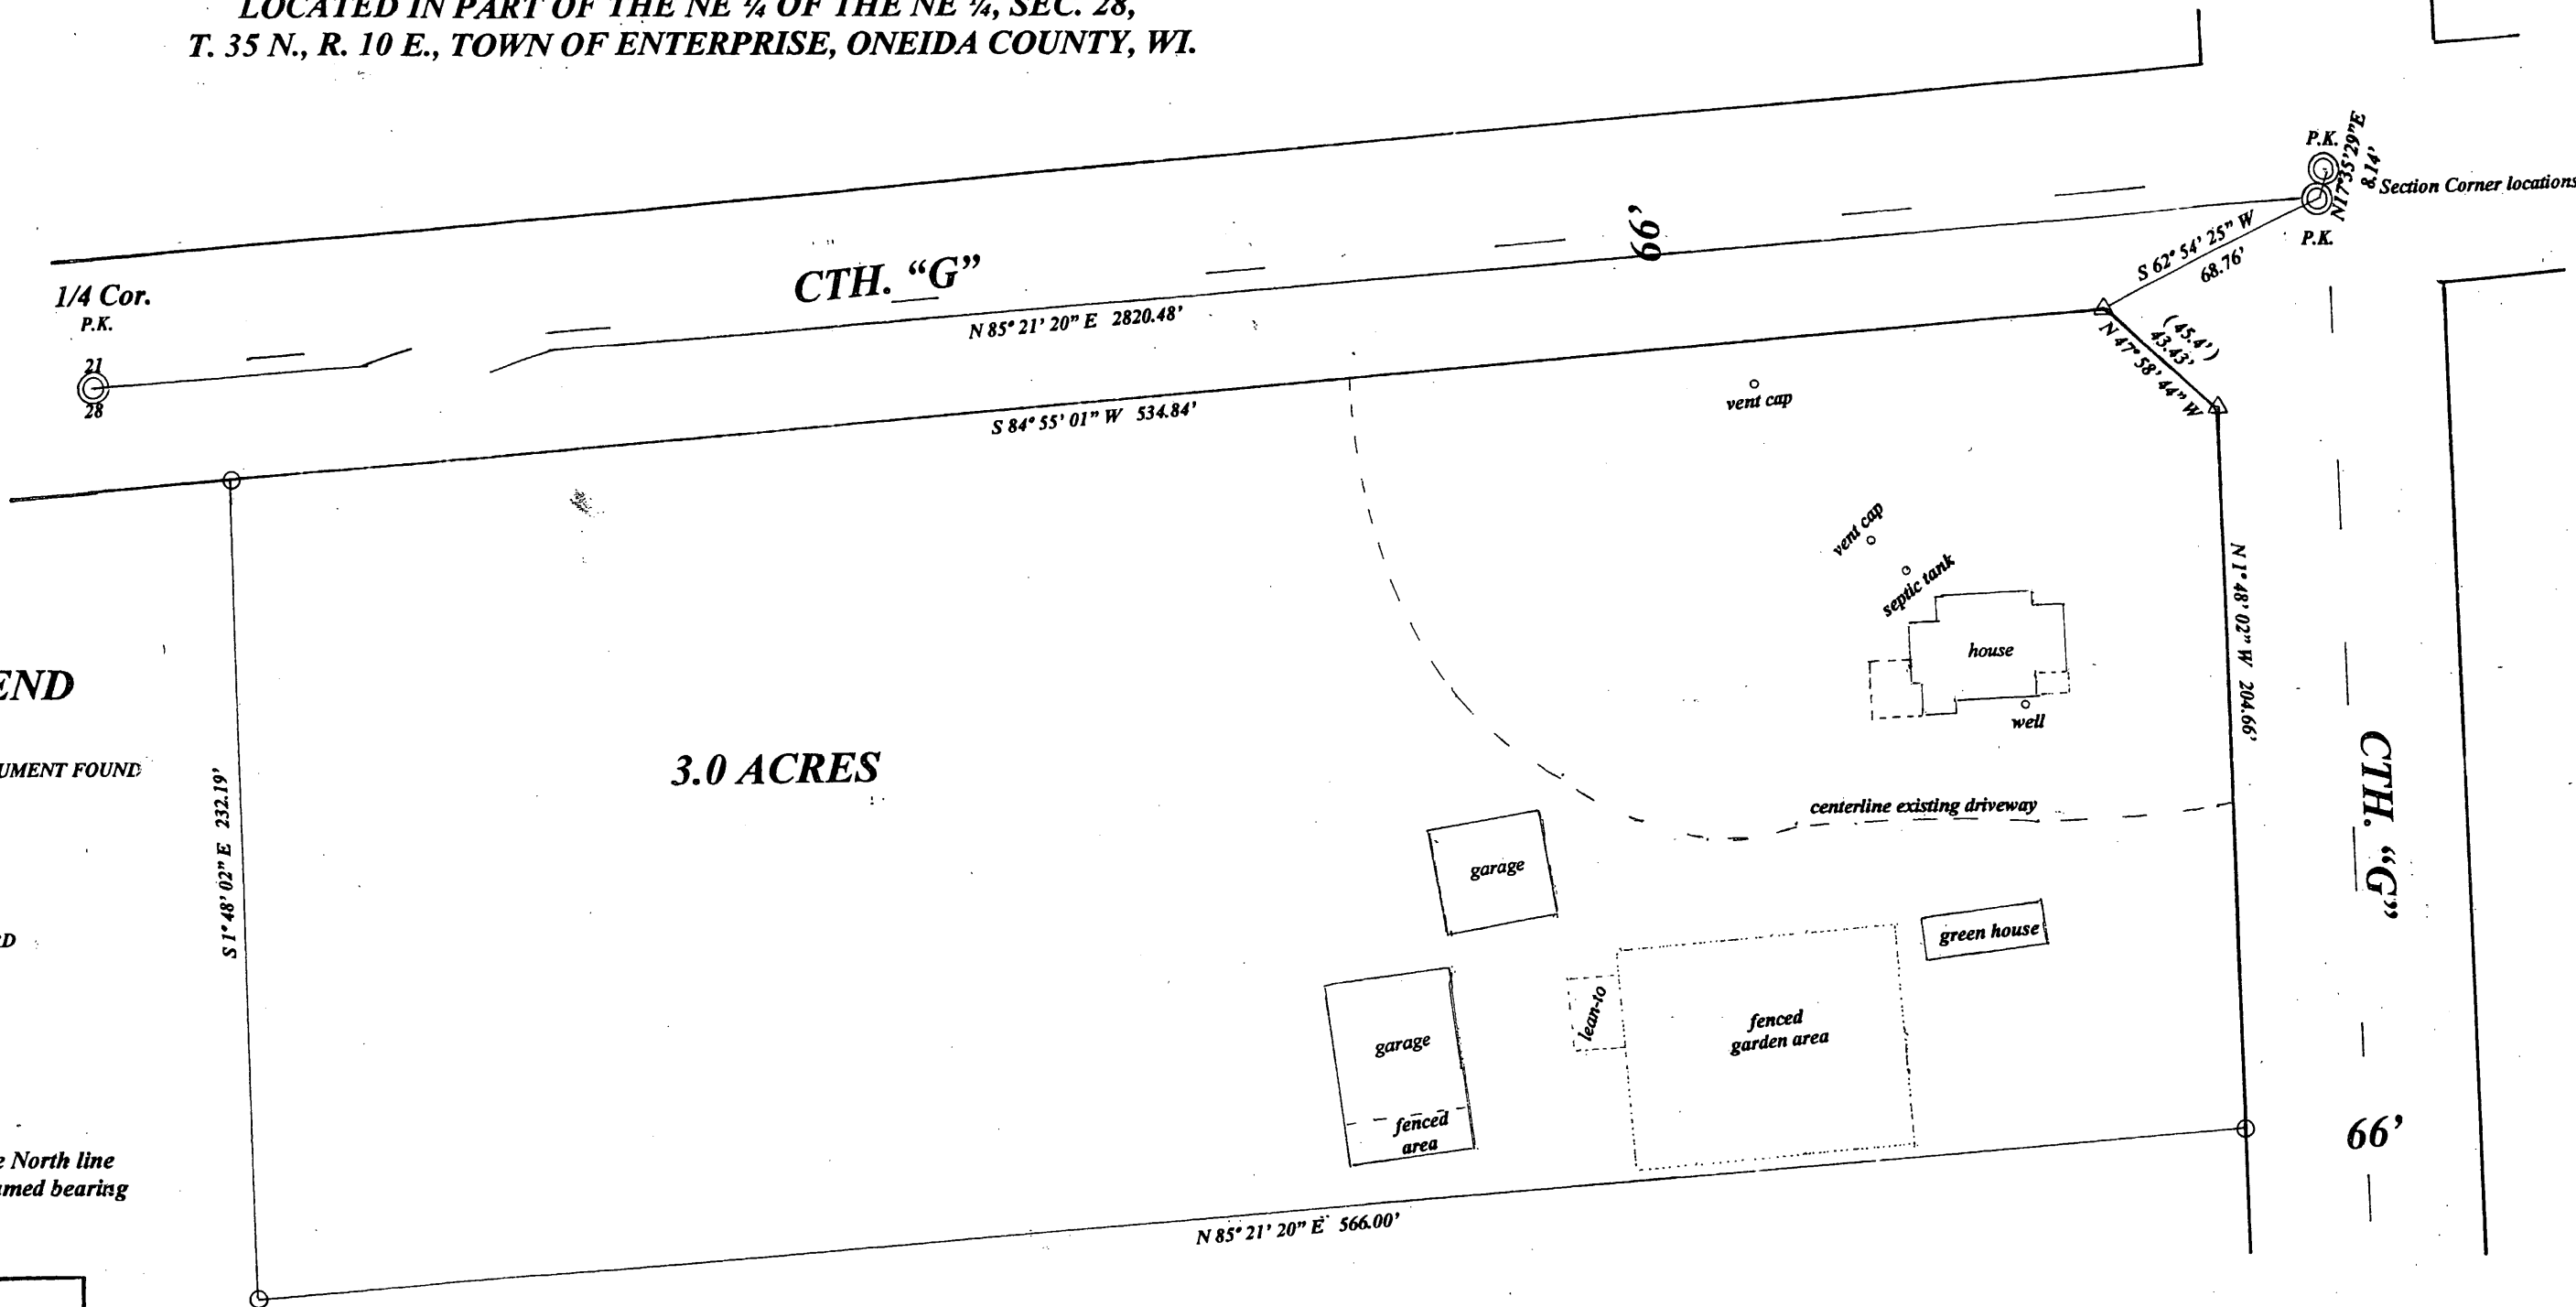 LOCATED IN PART OF THE NE ¼ OF THE NE ¼, SEC. 28,
T. 35 N., R. 10 E., TOWN OF ENTERPRISE, ONEIDA COUNTY, WI.
P.K.
N17°35'29"E
8.14'
Section Corner locations
P.K.
S 62° 54' 25" W
68.76'
66'
CTH. "G"
N 85° 21' 20" E 2820.48'
1/4 Cor.
P.K.
21
28
(45.4')
43.43'
N 47° 58' 44" W
S 84° 55' 01" W 534.84'
vent cap
vent cap
septic tank
house
well
N 1° 48' 02" W 204.66'
END
UMENT FOUND
3.0 ACRES
S 1° 48' 02" E 232.19'
centerline existing driveway
CTH. "G"
garage
green house
D
lean-to
fenced
garden area
garage
fenced
area
66'
e North line
med bearing
N 85° 21' 20" E 566.00'